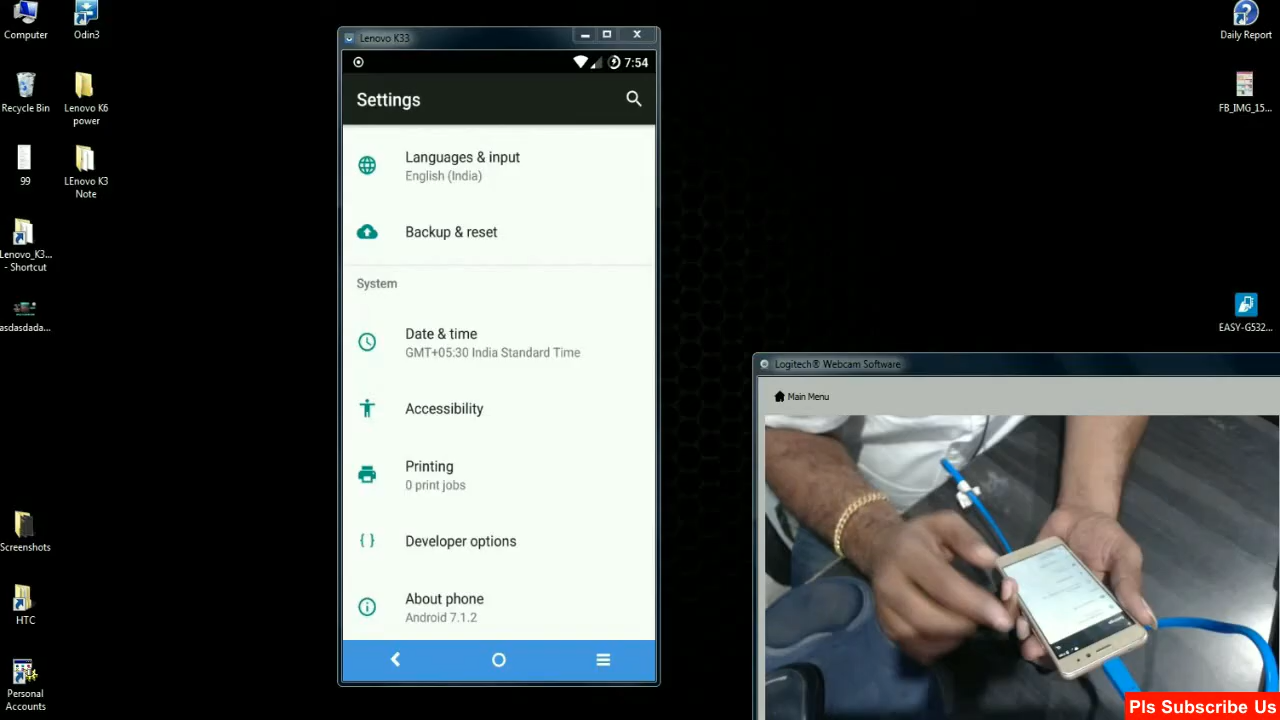 Computer
Odin3
Recycle Bin
Lenovo K6
power
99
LEnovo K3
Note
Lenovo_K3...
- Shortcut
asdasdada...
Screenshots
HTC
Personal
Accounts
Lenovo K33
7:54
Settings
Languages & input
English (India)
Backup & reset
System
Date & time
GMT+05:30 India Standard Time
Accessibility
Printing
0 print jobs
Developer options
About phone
Android 7.1.2
Daily Report
FB_IMG_15...
EASY-G532...
Logitech® Webcam Software
Main Menu
Pls Subscribe Us